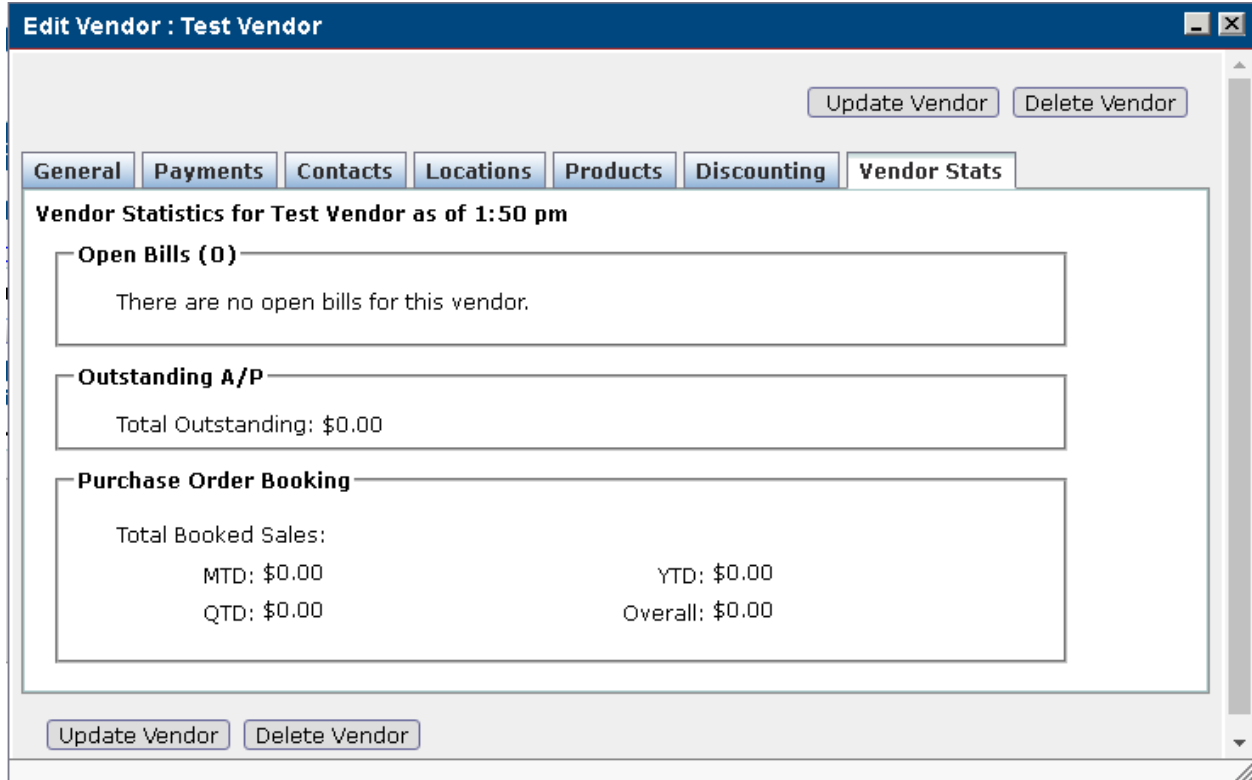 Edit Vendor : Test Vendor
Update Vendor Delete Vendor
General Payments Contacts Locations Products Discounting Vendor Stats
Vendor Statistics for Test Vendor as of 1:50 pm
Open Bills (0)
There are no open bills for this vendor.
Outstanding A/P
Total Outstanding: $0.00
Purchase Order Booking
Total Booked Sales:
MTD: $0.00 YTD: $0.00
QTD: $0.00 Overall: $0.00
Update Vendor Delete Vendor